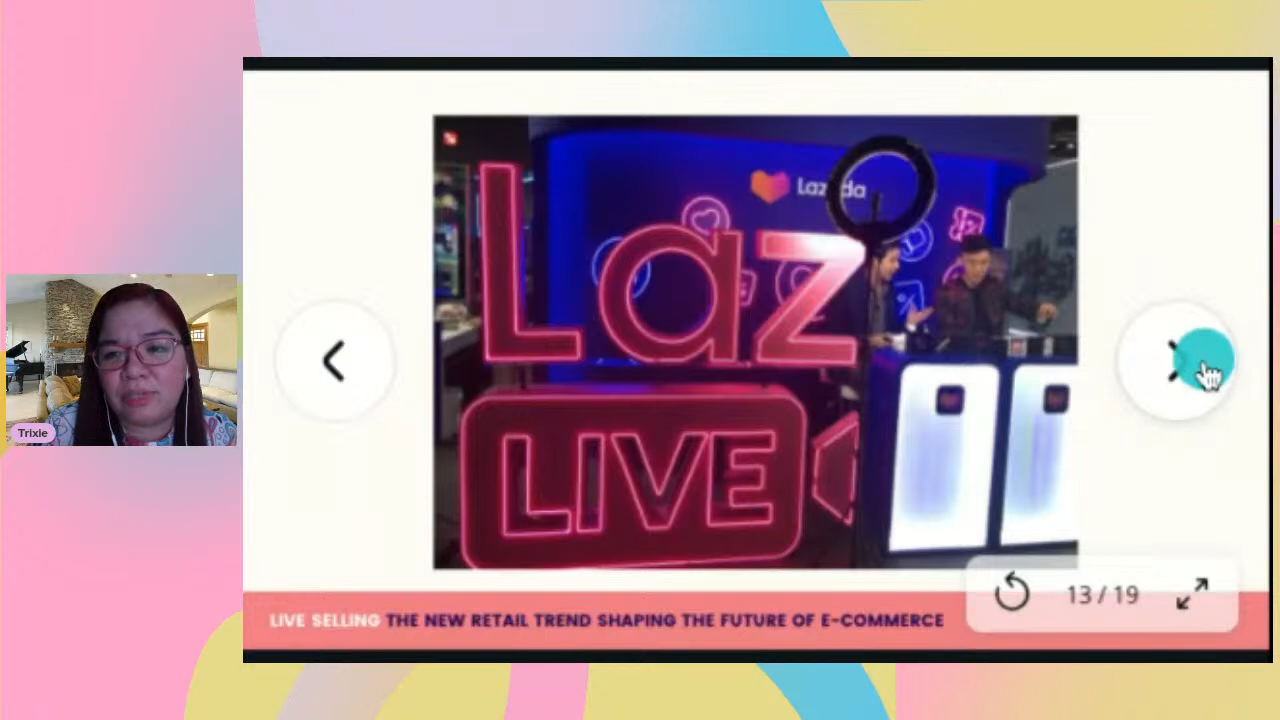 Lazada
Laz
LIVE
Trixie
13 / 19
LIVE SELLING THE NEW RETAIL TREND SHAPING THE FUTURE OF E-COMMERCE